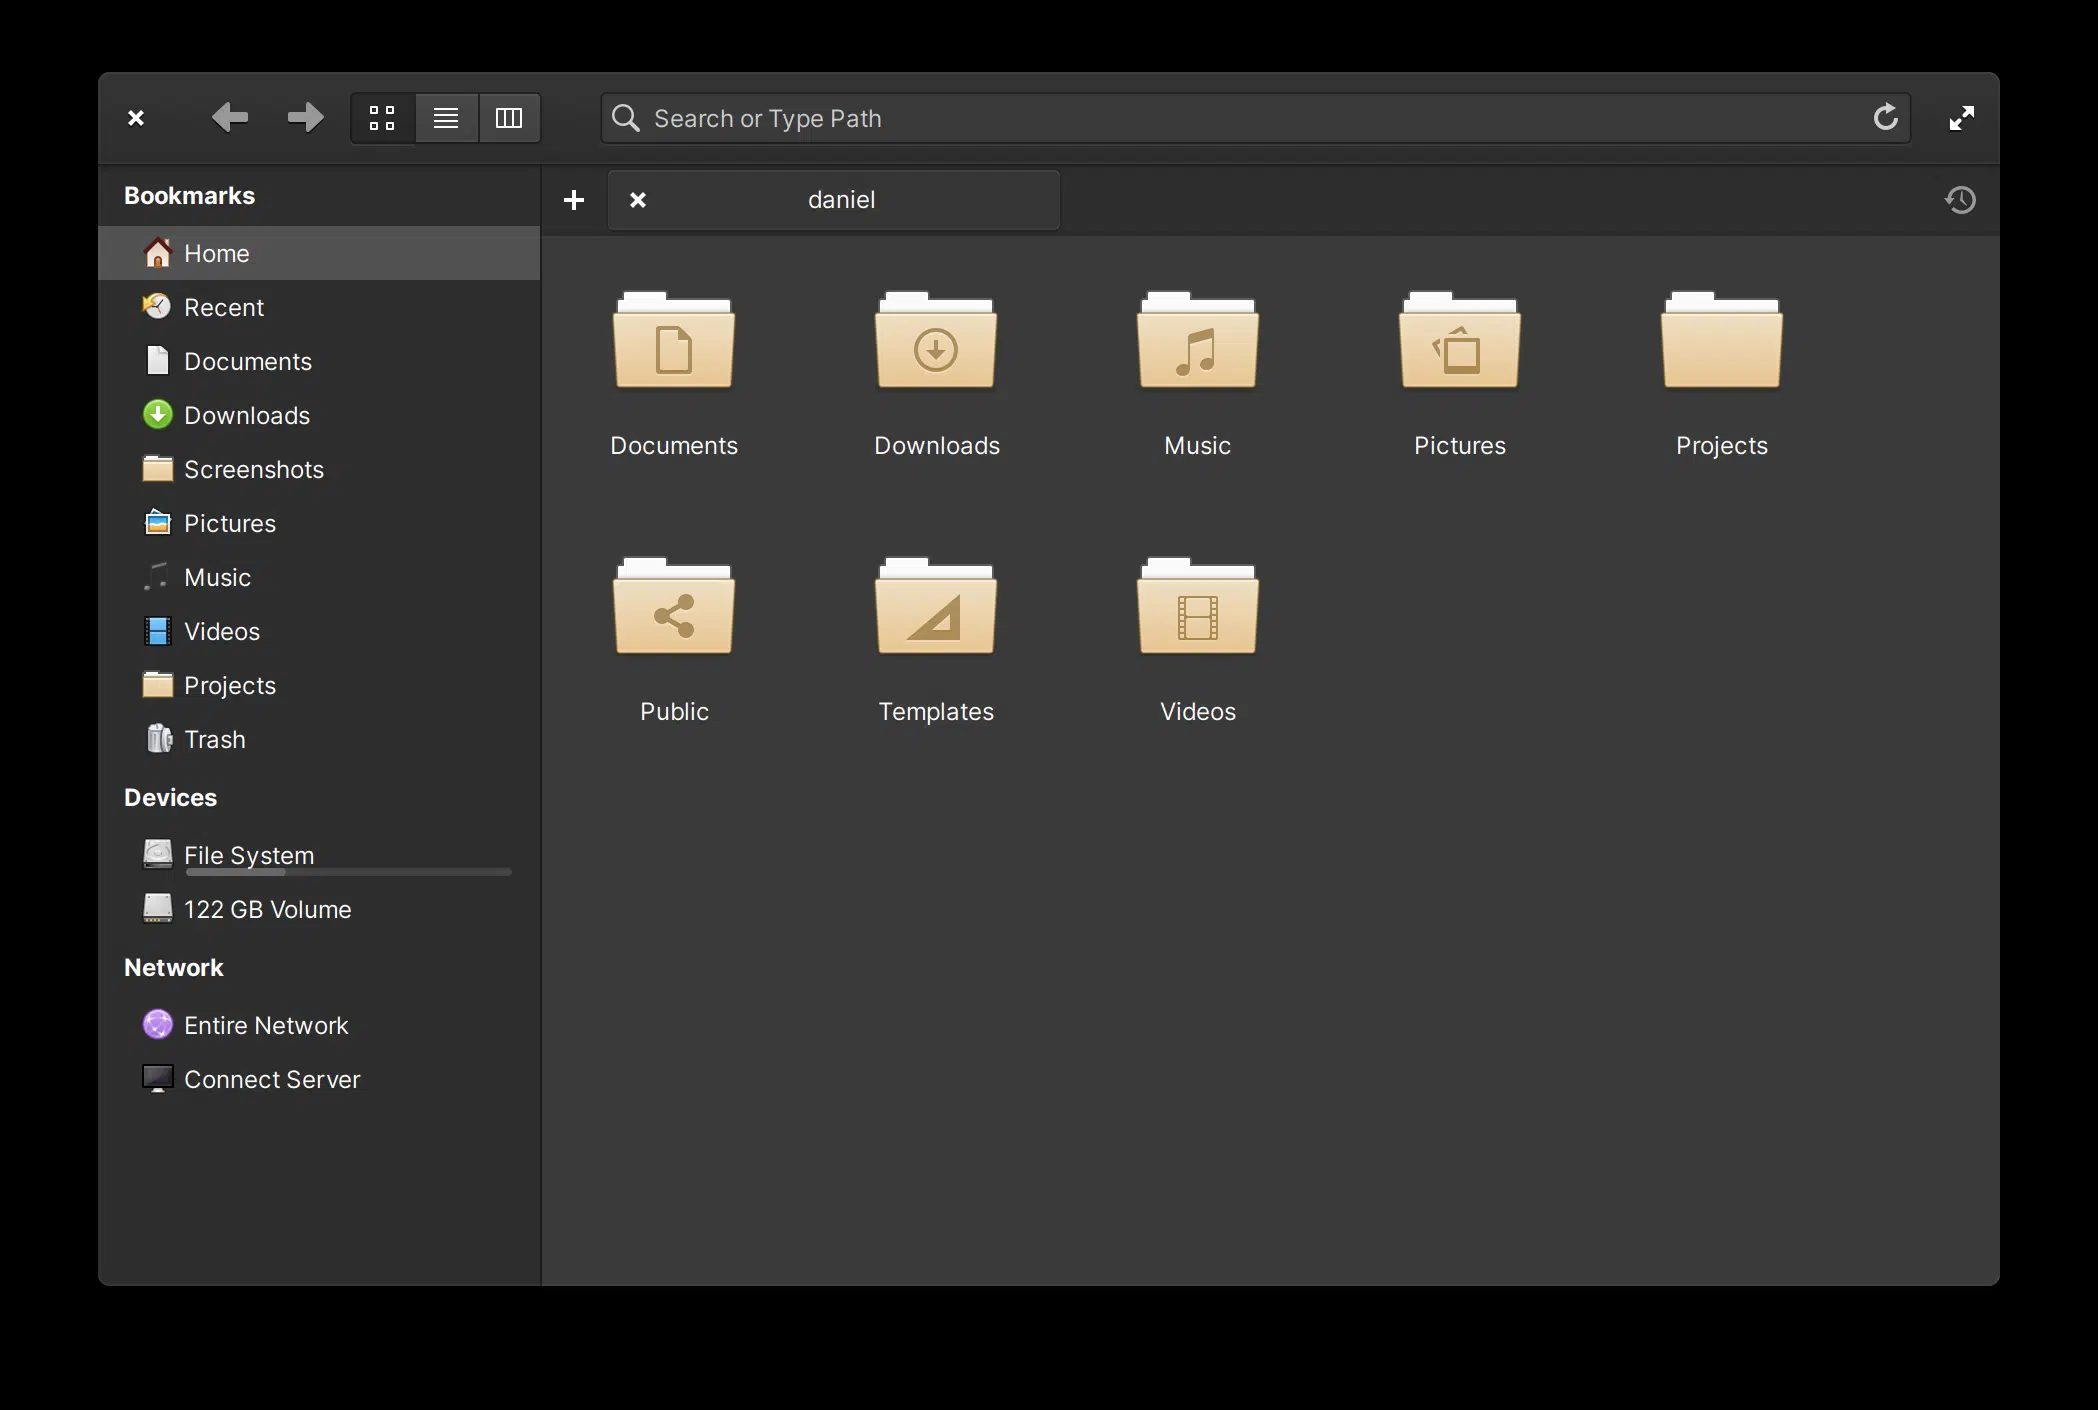 Search or Type Path
Bookmarks
Home
Recent
Documents
Downloads
Screenshots
Pictures
Music
Videos
Projects
Trash
Devices
File System
122 GB Volume
Network
Entire Network
Connect Server
daniel
Documents
Downloads
Music
Pictures
Projects
Public
Templates
Videos